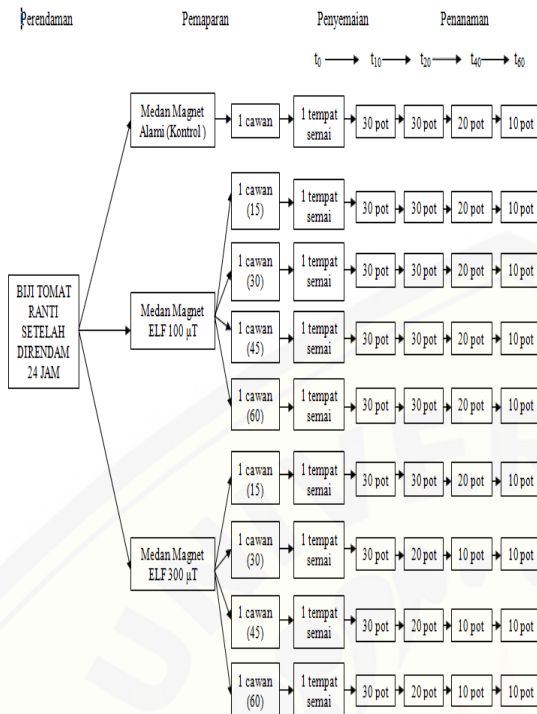 Perendaman Pemaparan Penyemaian Penanaman
t0 t10 t20 t40 t60
Medan Magnet
Alami (Kontrol )
1 cawan
1 tempat
semai
30 pot
30 pot
20 pot
10 pot
BIJI TOMAT
RANTI
SETELAH
DIRENDAM
24 JAM
Medan Magnet
ELF 100 µT
1 cawan
(15)
1 tempat
semai
30 pot
30 pot
20 pot
10 pot
1 cawan
(30)
1 tempat
semai
30 pot
30 pot
20 pot
10 pot
1 cawan
(45)
1 tempat
semai
30 pot
30 pot
20 pot
10 pot
1 cawan
(60)
1 tempat
semai
30 pot
30 pot
20 pot
10 pot
Medan Magnet
ELF 300 µT
1 cawan
(15)
1 tempat
semai
30 pot
30 pot
20 pot
10 pot
1 cawan
(30)
1 tempat
semai
30 pot
20 pot
10 pot
10 pot
1 cawan
(45)
1 tempat
semai
30 pot
20 pot
10 pot
10 pot
1 cawan
(60)
1 tempat
semai
30 pot
20 pot
10 pot
10 pot